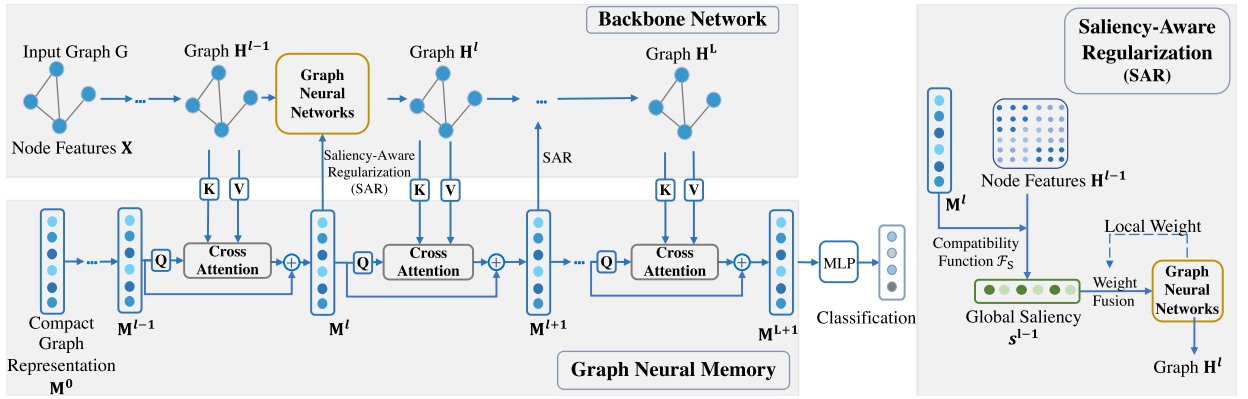 Backbone Network
Input Graph G
Graph H^{l−1}
Graph
Neural
Networks
Graph H^l
...
...
Graph H^L
Node Features X
Saliency-Aware
Regularization
(SAR)
SAR
K
V
K
V
K
V
...
Q
Cross
Attention
+
Q
Cross
Attention
+
...
Q
Cross
Attention
+
MLP
Compact
Graph
Representation
M^0
M^{l−1}
M^l
M^{l+1}
M^{L+1}
Classification
Graph Neural Memory
Saliency-Aware
Regularization
(SAR)
M^l
Node Features H^{l−1}
Compatibility
Function ℱ_S
Local Weight
Weight
Fusion
Graph
Neural
Networks
Global Saliency
s^{l−1}
Graph H^l